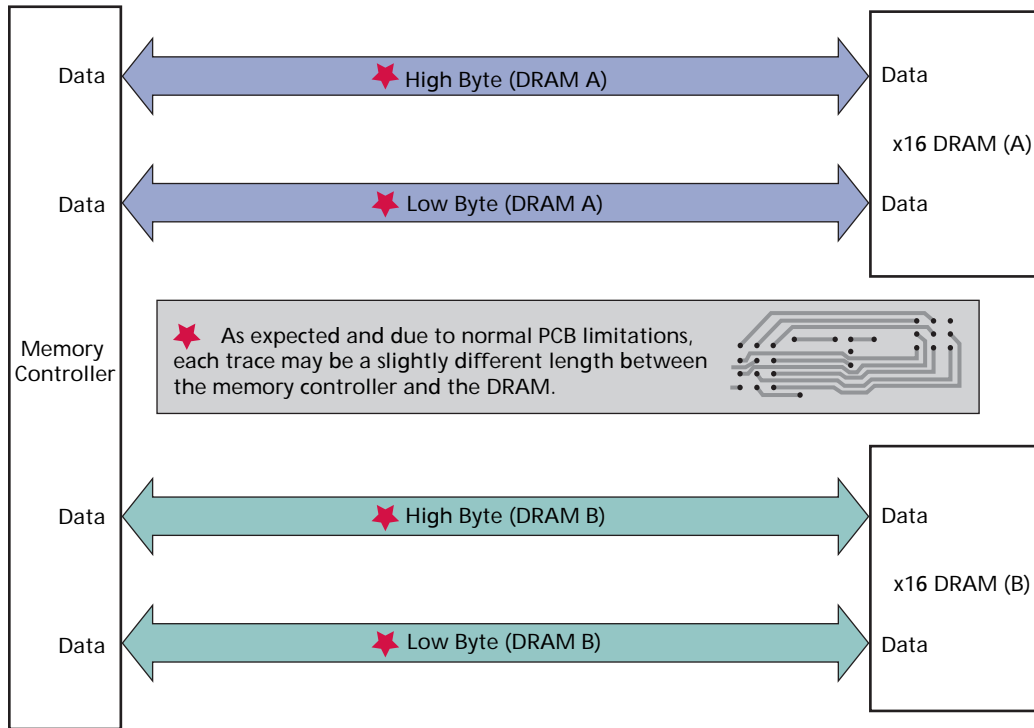 Data
High Byte (DRAM A)
Data
x16 DRAM (A)
Data
Low Byte (DRAM A)
Data
Memory
Controller
As expected and due to normal PCB limitations,
each trace may be a slightly different length between
the memory controller and the DRAM.
Data
High Byte (DRAM B)
Data
x16 DRAM (B)
Data
Low Byte (DRAM B)
Data